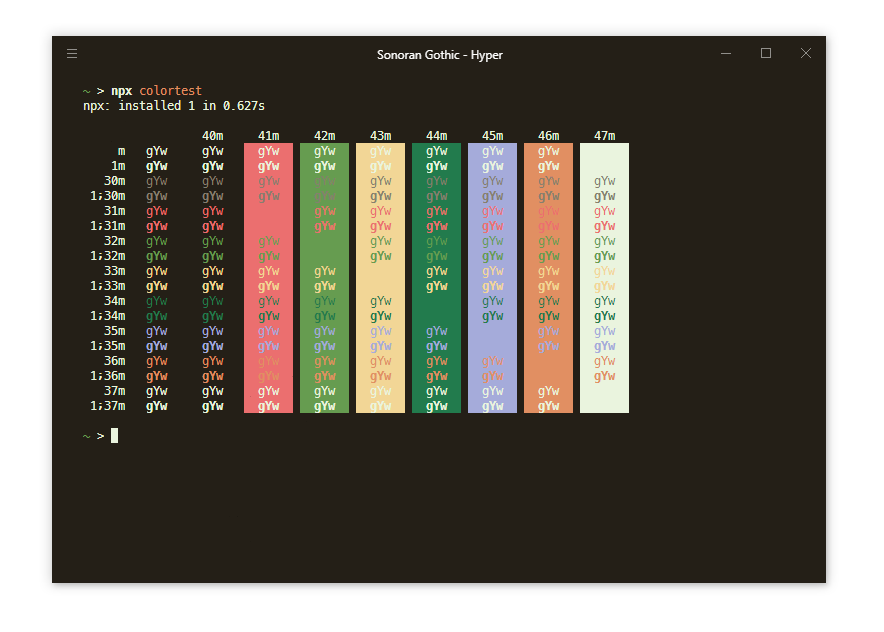 Sonoran Gothic - Hyper
~ > npx colortest
npx: installed 1 in 0.627s
40m 41m 42m 43m 44m 45m 46m 47m
m gYw gYw gYw gYw gYw gYw gYw gYw
1m gYw gYw gYw gYw gYw gYw gYw gYw
30m gYw gYw gYw gYw gYw gYw gYw gYw gYw
1;30m gYw gYw gYw gYw gYw gYw gYw gYw gYw
31m gYw gYw gYw gYw gYw gYw gYw gYw
1;31m gYw gYw gYw gYw gYw gYw gYw gYw
32m gYw gYw gYw gYw gYw gYw gYw gYw
1;32m gYw gYw gYw gYw gYw gYw gYw gYw
33m gYw gYw gYw gYw gYw gYw gYw gYw
1;33m gYw gYw gYw gYw gYw gYw gYw gYw
34m gYw gYw gYw gYw gYw gYw gYw gYw
1;34m gYw gYw gYw gYw gYw gYw gYw gYw
35m gYw gYw gYw gYw gYw gYw gYw gYw
1;35m gYw gYw gYw gYw gYw gYw gYw gYw
36m gYw gYw gYw gYw gYw gYw gYw gYw
1;36m gYw gYw gYw gYw gYw gYw gYw gYw
37m gYw gYw gYw gYw gYw gYw gYw gYw
1;37m gYw gYw gYw gYw gYw gYw gYw gYw
~ >